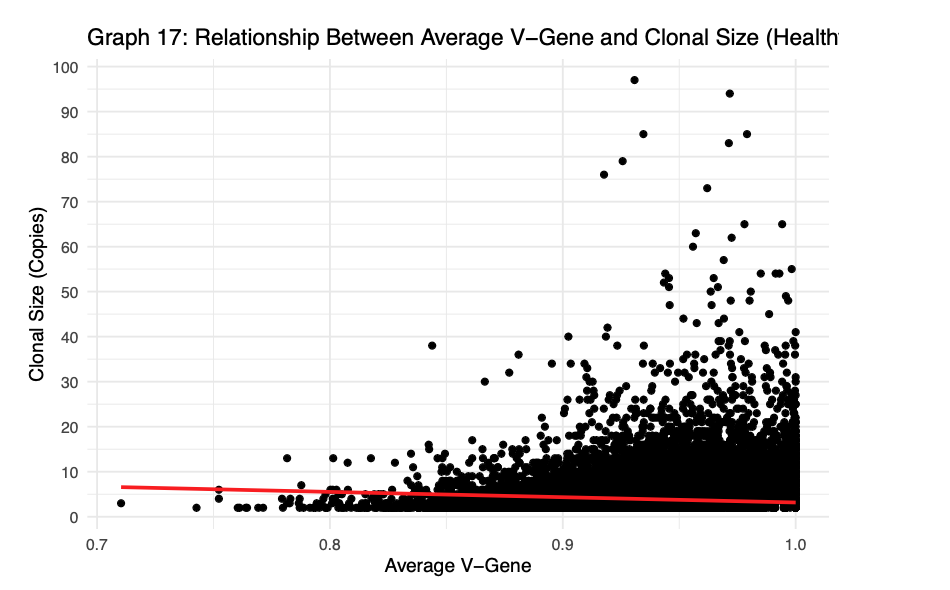 Graph 17: Relationship Between Average V−Gene and Clonal Size (Health
100
90
80
70
60
50
40
30
20
10
0
Clonal Size (Copies)
0.7 0.8 0.9 1.0
Average V−Gene